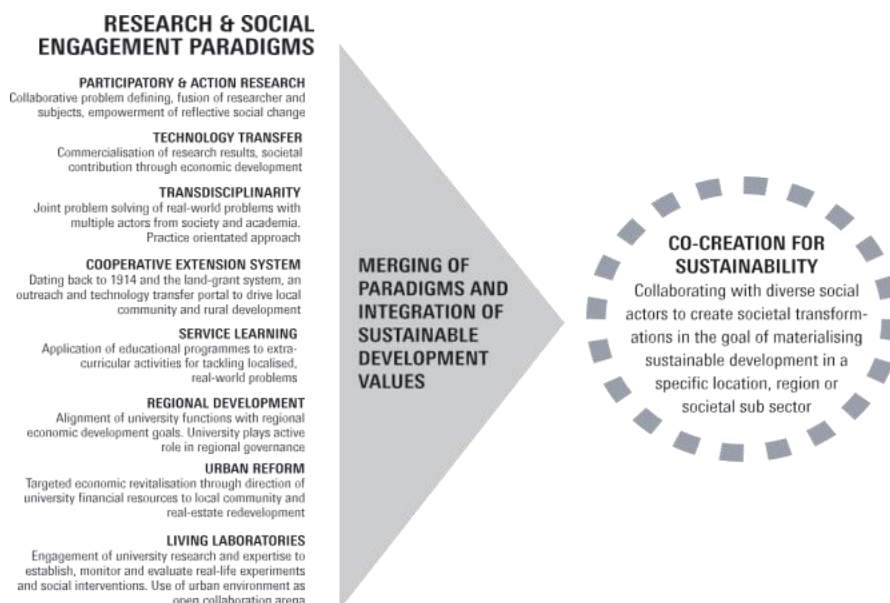 RESEARCH & SOCIAL
ENGAGEMENT PARADIGMS
PARTICIPATORY & ACTION RESEARCH
Collaborative problem defining, fusion of researcher and
subjects, empowerment of reflective social change
TECHNOLOGY TRANSFER
Commercialisation of research results, societal
contribution through economic development
TRANSDISCIPLINARITY
Joint problem solving of real-world problems with
multiple actors from society and academia.
Practice orientated approach
COOPERATIVE EXTENSION SYSTEM
Dating back to 1914 and the land-grant system, an
outreach and technology transfer portal to drive local
community and rural development
SERVICE LEARNING
Application of educational programmes to extra-
curricular activities for tackling localised,
real-world problems
REGIONAL DEVELOPMENT
Alignment of university functions with regional
economic development goals. University plays active
role in regional governance
URBAN REFORM
Targeted economic revitalisation through direction of
university financial resources to local community and
real-estate redevelopment
LIVING LABORATORIES
Engagement of university research and expertise to
establish, monitor and evaluate real-life experiments
and social interventions. Use of urban environment as
open collaboration arena
MERGING OF
PARADIGMS AND
INTEGRATION OF
SUSTAINABLE
DEVELOPMENT
VALUES
CO-CREATION FOR
SUSTAINABILITY
Collaborating with diverse social
actors to create societal transform-
ations in the goal of materialising
sustainable development in a
specific location, region or
societal sub sector